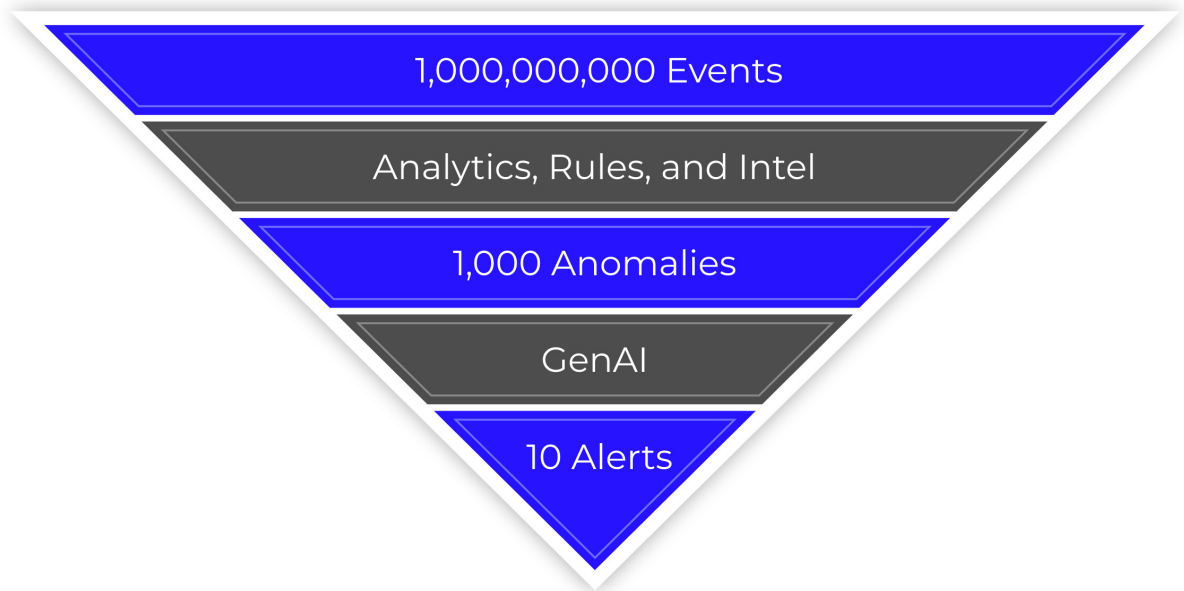 1,000,000,000 Events
Analytics, Rules, and Intel
1,000 Anomalies
GenAI
10 Alerts